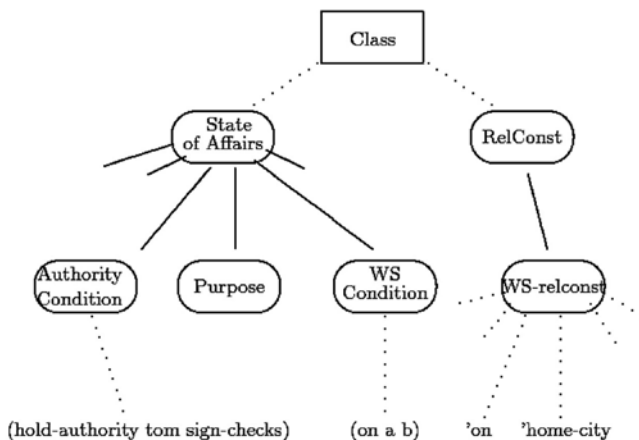 Class
State
of Affairs
RelConst
Authority
Condition
Purpose
WS
Condition
WS-relconst
(hold-authority tom sign-checks)
(on a b)
'on
'home-city